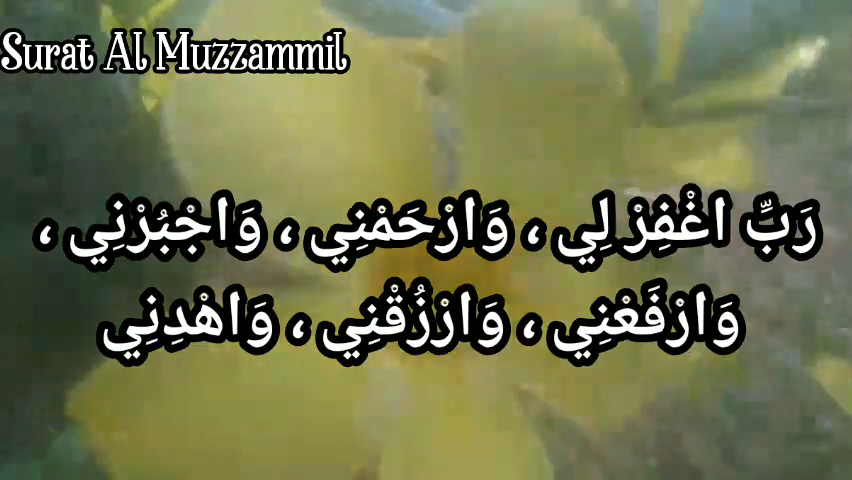 Surat Al Muzzammil
رَبِّ اغْفِرْ لِي ، وَارْحَمْنِي ، وَاجْبُرْنِي ،
وَارْفَعْنِي ، وَارْزُقْنِي ، وَاهْدِنِي